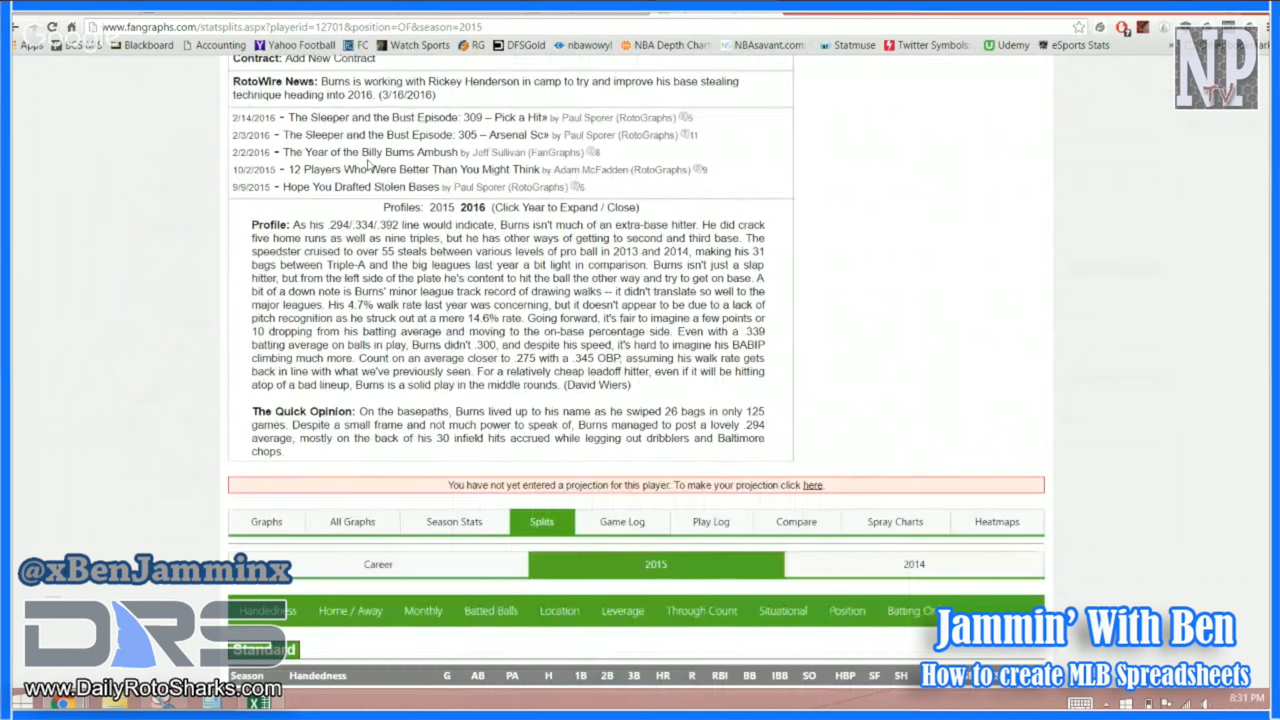 www.fangraphs.com/statsplits.aspx?playerid=12701&position=OF&season=2015
Apps BCS MIS Blackboard Accounting Yahoo Football FC Watch Sports RG DFSGold nbawowy! NBA Depth Chart NBAsavant.com Statmuse Twitter Symbols: Udemy eSports Stats »
NP
TV
Contract: Add New Contract
RotoWire News: Burns is working with Rickey Henderson in camp to try and improve his base stealing
technique heading into 2016. (3/16/2016)
2/14/2016 - The Sleeper and the Bust Episode: 309 – Pick a Hit» by Paul Sporer (RotoGraphs) 5
2/3/2016 - The Sleeper and the Bust Episode: 305 – Arsenal Sc» by Paul Sporer (RotoGraphs) 11
2/2/2016 - The Year of the Billy Burns Ambush by Jeff Sullivan (FanGraphs) 8
10/2/2015 - 12 Players Who Were Better Than You Might Think by Adam McFadden (RotoGraphs) 9
9/9/2015 - Hope You Drafted Stolen Bases by Paul Sporer (RotoGraphs) 6
Profiles: 2015 2016 (Click Year to Expand / Close)
Profile: As his .294/.334/.392 line would indicate, Burns isn't much of an extra-base hitter. He did crack
five home runs as well as nine triples, but he has other ways of getting to second and third base. The
speedster cruised to over 55 steals between various levels of pro ball in 2013 and 2014, making his 31
bags between Triple-A and the big leagues last year a bit light in comparison. Burns isn't just a slap
hitter, but from the left side of the plate he's content to hit the ball the other way and try to get on base. A
bit of a down note is Burns' minor league track record of drawing walks -- it didn't translate so well to the
major leagues. His 4.7% walk rate last year was concerning, but it doesn't appear to be due to a lack of
pitch recognition as he struck out at a mere 14.6% rate. Going forward, it's fair to imagine a few points or
10 dropping from his batting average and moving to the on-base percentage side. Even with a .339
batting average on balls in play, Burns didn't .300, and despite his speed, it's hard to imagine his BABIP
climbing much more. Count on an average closer to .275 with a .345 OBP, assuming his walk rate gets
back in line with what we've previously seen. For a relatively cheap leadoff hitter, even if it will be hitting
atop of a bad lineup, Burns is a solid play in the middle rounds. (David Wiers)
The Quick Opinion: On the basepaths, Burns lived up to his name as he swiped 26 bags in only 125
games. Despite a small frame and not much power to speak of, Burns managed to post a lovely .294
average, mostly on the back of his 30 infield hits accrued while legging out dribblers and Baltimore
chops.
You have not yet entered a projection for this player. To make your projection click here.
Graphs All Graphs Season Stats Splits Game Log Play Log Compare Spray Charts Heatmaps
Career 2015 2014
@xBenJamminx
Handedness Home / Away Monthly Batted Balls Location Leverage Through Count Situational Position Batting Or
DRS
Jammin' With Ben
Standard
How to create MLB Spreadsheets
Season Handedness G AB PA H 1B 2B 3B HR R RBI BB IBB SO HBP SF SH
www.DailyRotoSharks.com
8:31 PM